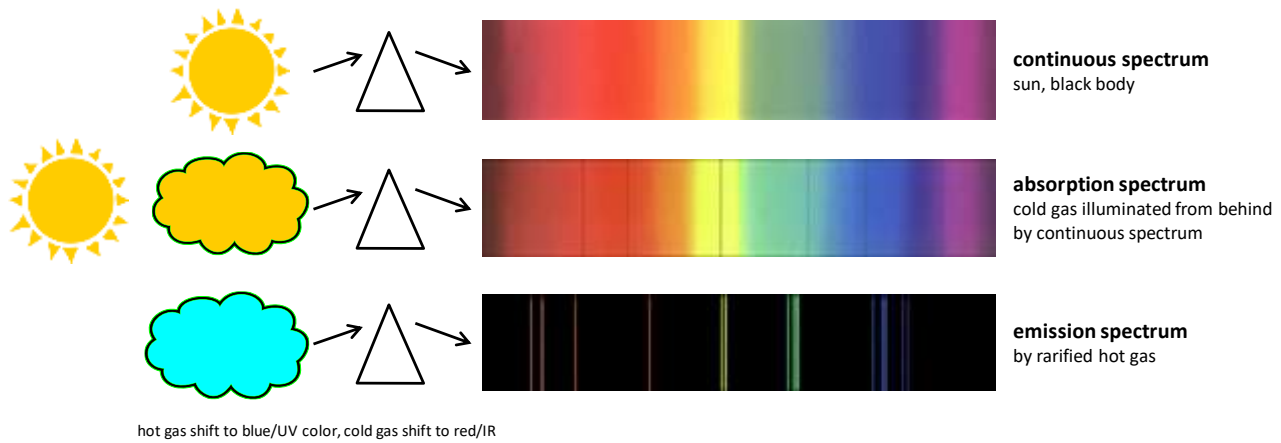 continuous spectrum
sun, black body
absorption spectrum
cold gas illuminated from behind
by continuous spectrum
emission spectrum
by rarified hot gas
hot gas shift to blue/UV color, cold gas shift to red/IR